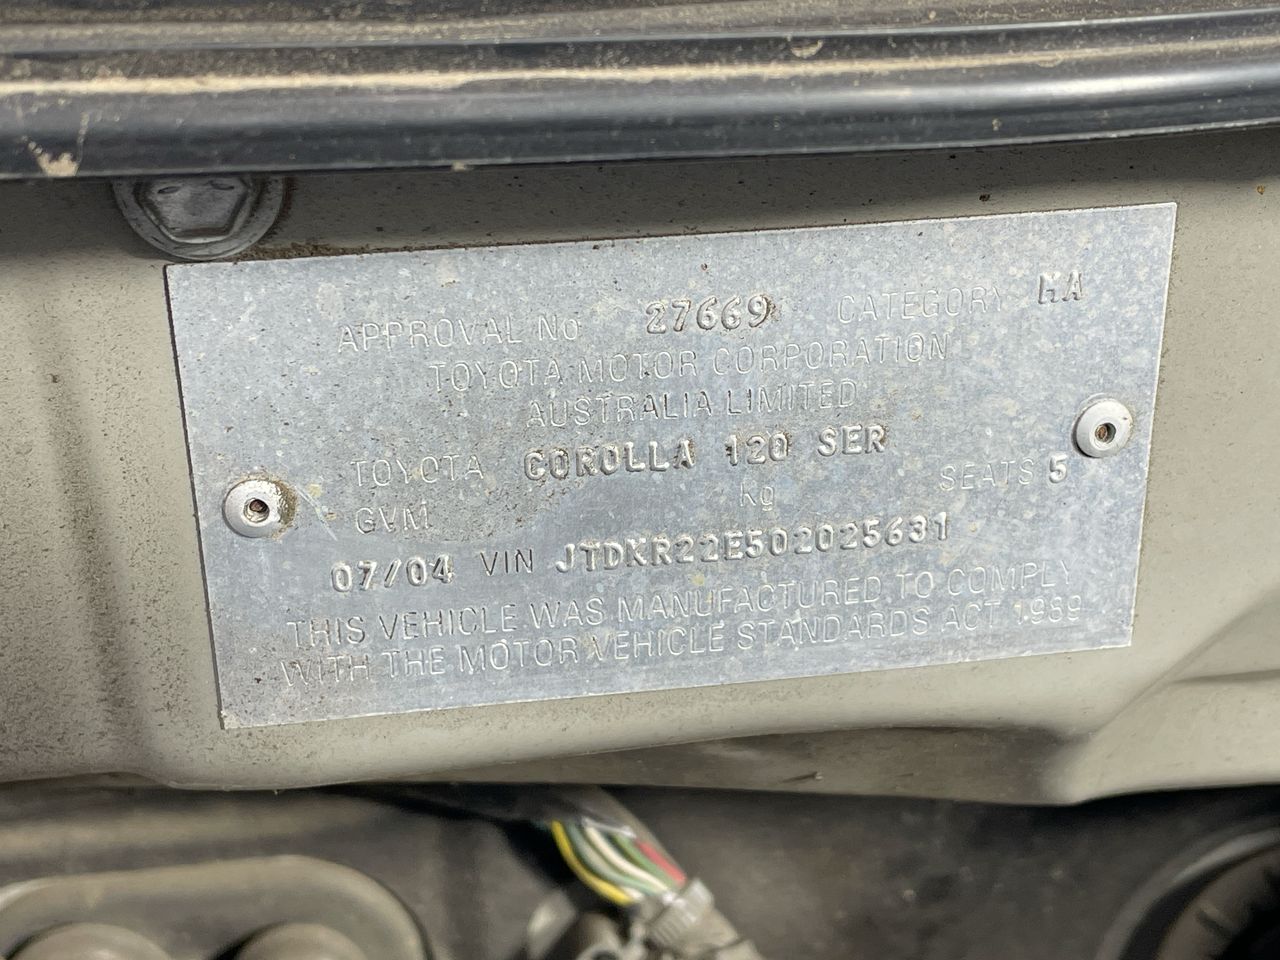 APPROVAL No 27669 CATEGORY MA
TOYOTA MOTOR CORPORATION
AUSTRALIA LIMITED
TOYOTA COROLLA 120 SER
GVM kg SEATS 5
07/04 VIN JTDKR22E502025631
THIS VEHICLE WAS MANUFACTURED TO COMPLY
WITH THE MOTOR VEHICLE STANDARDS ACT 1989